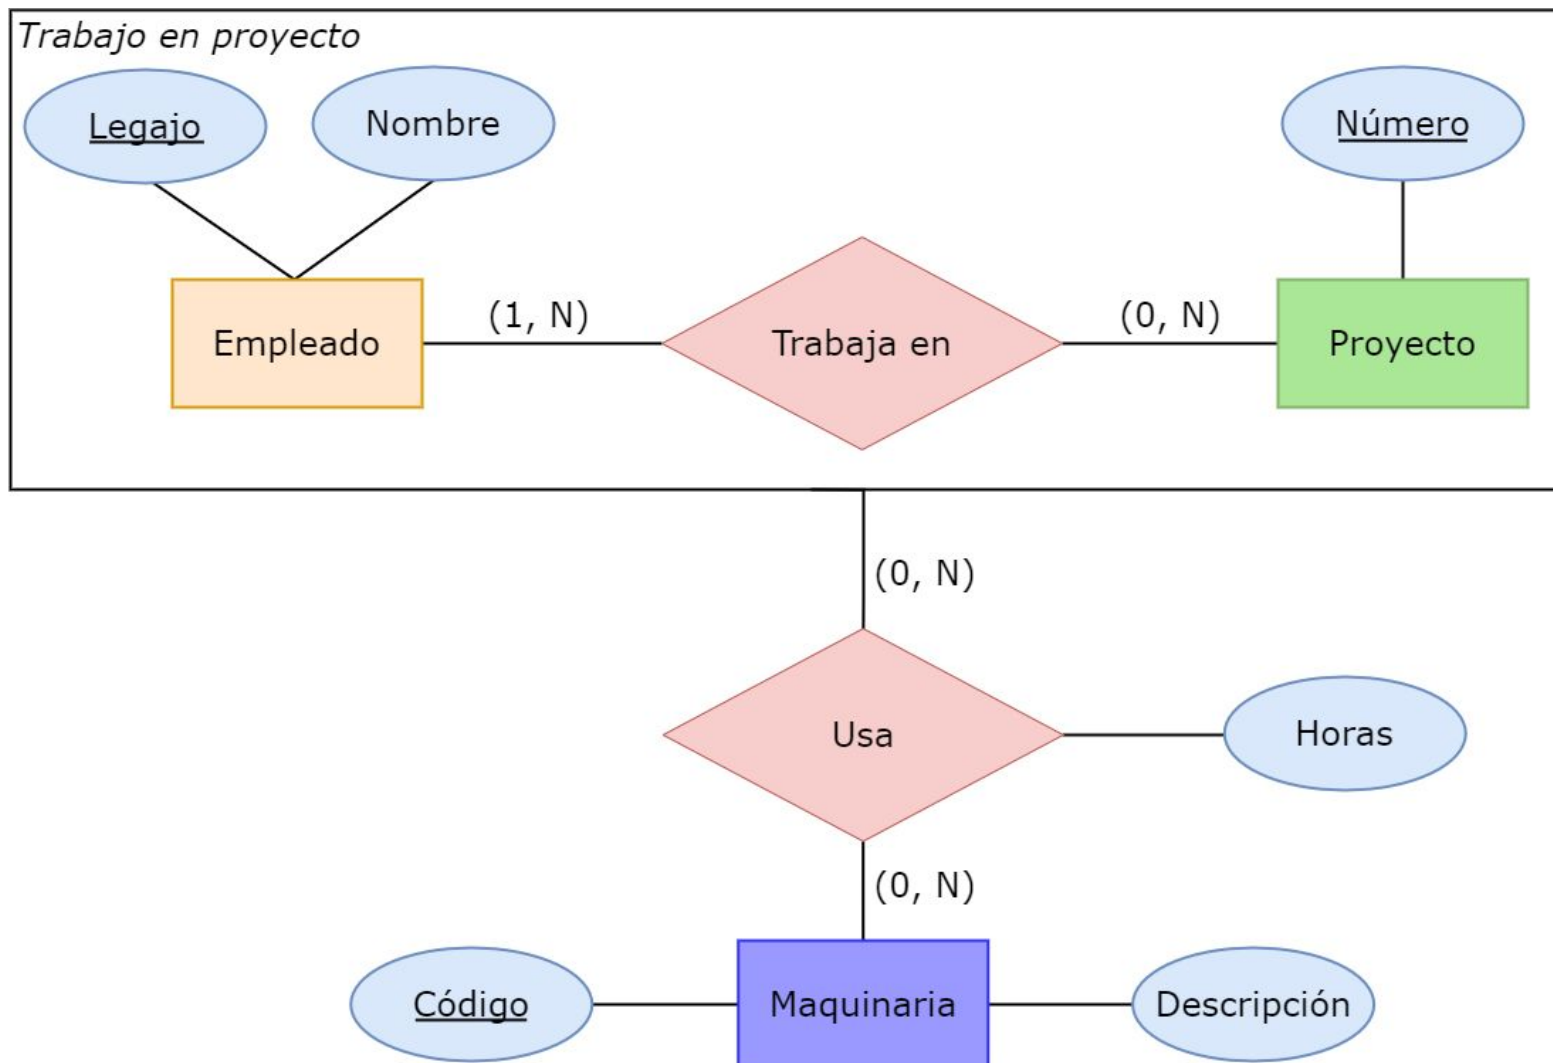 Trabajo en proyecto
Legajo
Nombre
Número
Empleado
(1, N)
Trabaja en
(0, N)
Proyecto
(0, N)
Usa
Horas
(0, N)
Código
Maquinaria
Descripción